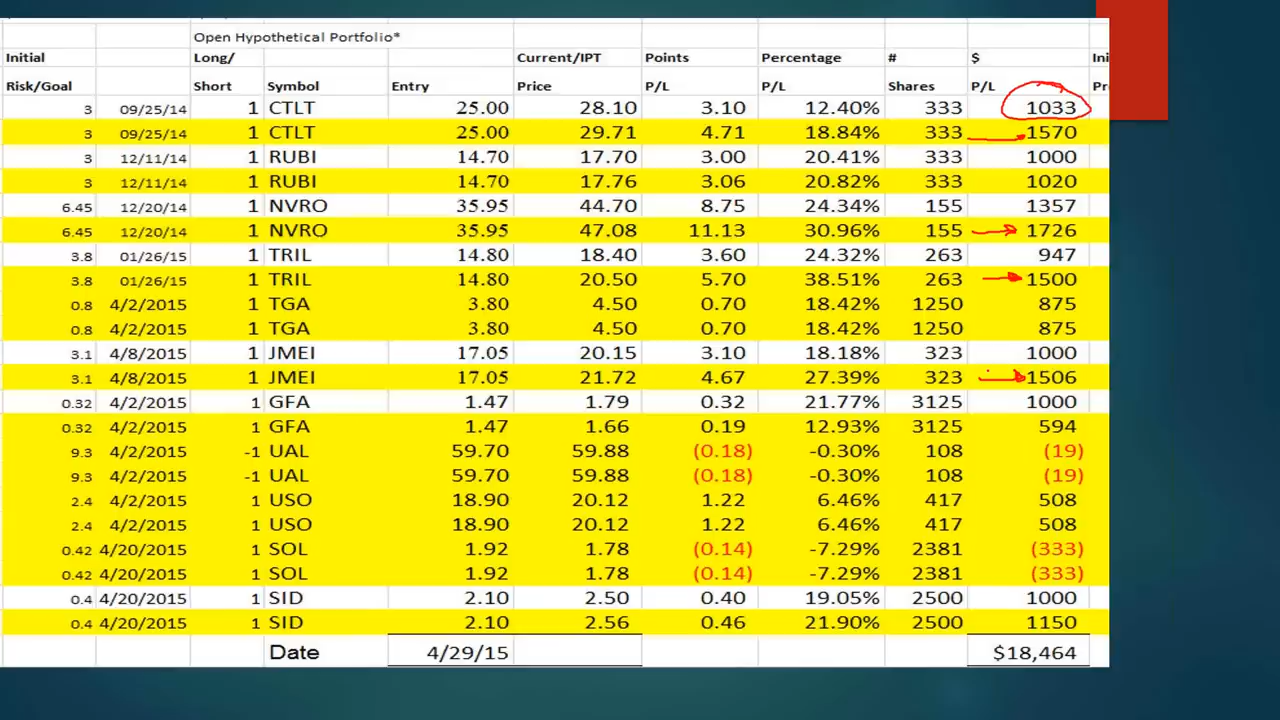 Open Hypothetical Portfolio*
Initial Long/ Current/IPT Points Percentage # $ Ini
Risk/Goal Short Symbol Entry Price P/L P/L Shares P/L Pr
3 09/25/14 1 CTLT 25.00 28.10 3.10 12.40% 333 1033
3 09/25/14 1 CTLT 25.00 29.71 4.71 18.84% 333 1570
3 12/11/14 1 RUBI 14.70 17.70 3.00 20.41% 333 1000
3 12/11/14 1 RUBI 14.70 17.76 3.06 20.82% 333 1020
6.45 12/20/14 1 NVRO 35.95 44.70 8.75 24.34% 155 1357
6.45 12/20/14 1 NVRO 35.95 47.08 11.13 30.96% 155 1726
3.8 01/26/15 1 TRIL 14.80 18.40 3.60 24.32% 263 947
3.8 01/26/15 1 TRIL 14.80 20.50 5.70 38.51% 263 1500
0.8 4/2/2015 1 TGA 3.80 4.50 0.70 18.42% 1250 875
0.8 4/2/2015 1 TGA 3.80 4.50 0.70 18.42% 1250 875
3.1 4/8/2015 1 JMEI 17.05 20.15 3.10 18.18% 323 1000
3.1 4/8/2015 1 JMEI 17.05 21.72 4.67 27.39% 323 1506
0.32 4/2/2015 1 GFA 1.47 1.79 0.32 21.77% 3125 1000
0.32 4/2/2015 1 GFA 1.47 1.66 0.19 12.93% 3125 594
9.3 4/2/2015 -1 UAL 59.70 59.88 (0.18) -0.30% 108 (19)
9.3 4/2/2015 -1 UAL 59.70 59.88 (0.18) -0.30% 108 (19)
2.4 4/2/2015 1 USO 18.90 20.12 1.22 6.46% 417 508
2.4 4/2/2015 1 USO 18.90 20.12 1.22 6.46% 417 508
0.42 4/20/2015 1 SOL 1.92 1.78 (0.14) -7.29% 2381 (333)
0.42 4/20/2015 1 SOL 1.92 1.78 (0.14) -7.29% 2381 (333)
0.4 4/20/2015 1 SID 2.10 2.50 0.40 19.05% 2500 1000
0.4 4/20/2015 1 SID 2.10 2.56 0.46 21.90% 2500 1150
Date 4/29/15 $18,464